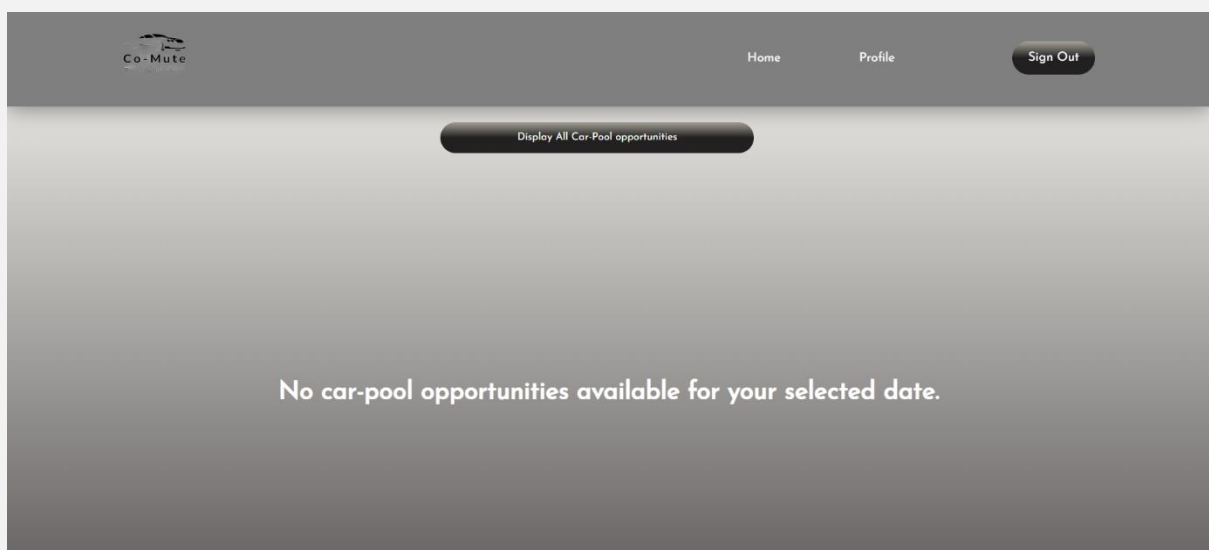 Co-Mute
Home
Profile
Sign Out
Display All Car-Pool opportunities
No car-pool opportunities available for your selected date.